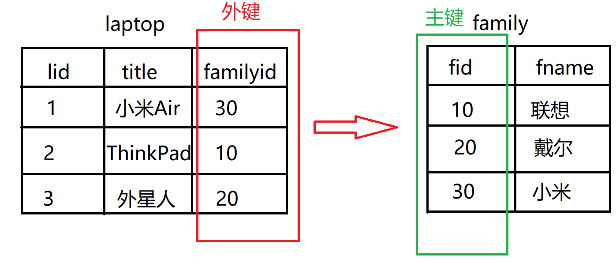 laptop 外键 主键 family
lid title familyid fid fname
1 小米Air 30 10 联想
2 ThinkPad 10 20 戴尔
3 外星人 20 30 小米